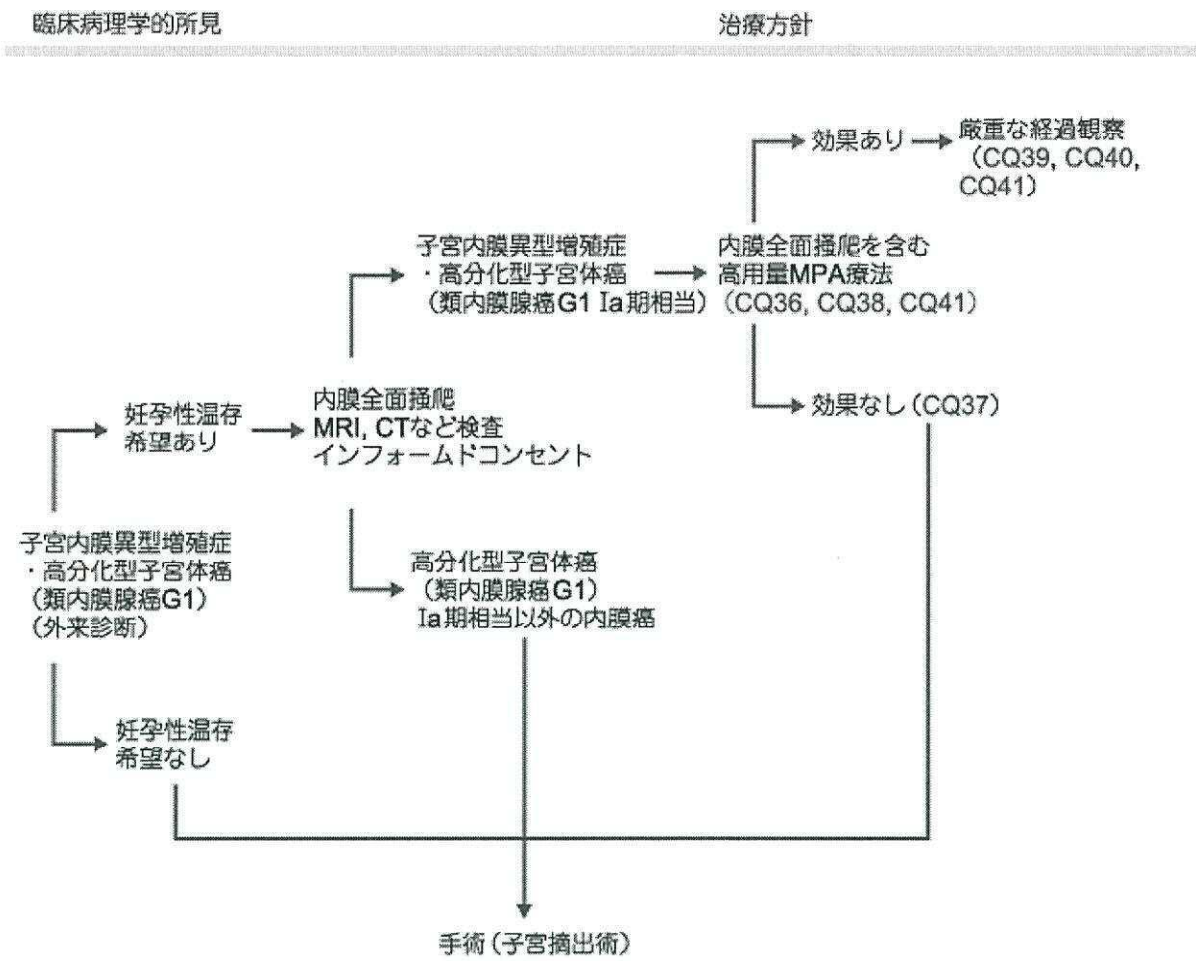 臨床病理学的所見
治療方針
効果あり
厳重な経過観察
(CQ39, CQ40,
CQ41)
子宮内膜異型増殖症
・高分化型子宮体癌
(類内膜腺癌G1 Ia期相当)
内膜全面掻爬を含む
高用量MPA療法
(CQ36, CQ38, CQ41)
効果なし(CQ37)
妊孕性温存
希望あり
内膜全面掻爬
MRI, CTなど検査
インフォームドコンセント
子宮内膜異型増殖症
・高分化型子宮体癌
(類内膜腺癌G1)
(外来診断)
高分化型子宮体癌
(類内膜腺癌G1)
Ia期相当以外の内膜癌
妊孕性温存
希望なし
手術(子宮摘出術)